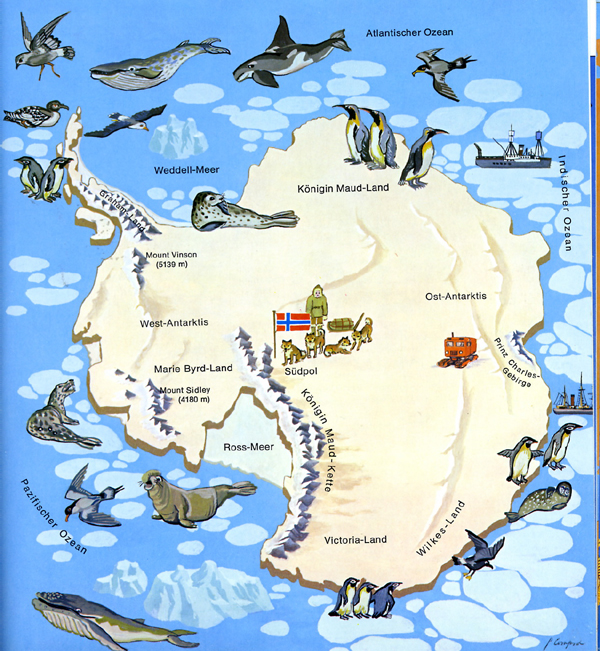 Atlantischer Ozean
Weddell-Meer
Indischer Ozean
Königin Maud-Land
Graham-Land
Mount Vinson
(5139 m)
Ost-Antarktis
West-Antarktis
Prinz Charles-
Gebirge
Marie Byrd-Land
Südpol
Mount Sidley
(4180 m)
Königin Maud-Kette
Ross-Meer
Pazifischer Ozean
Wilkes-Land
Victoria-Land